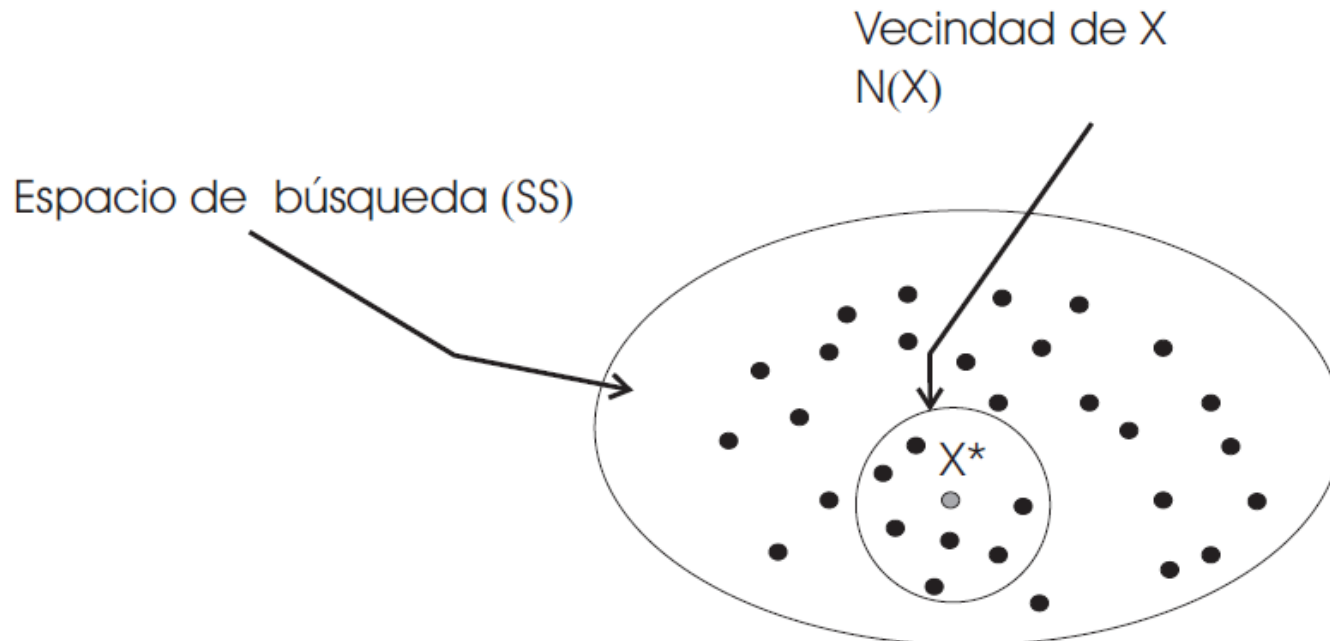 Vecindad de X
N(X)
Espacio de búsqueda (SS)
X*